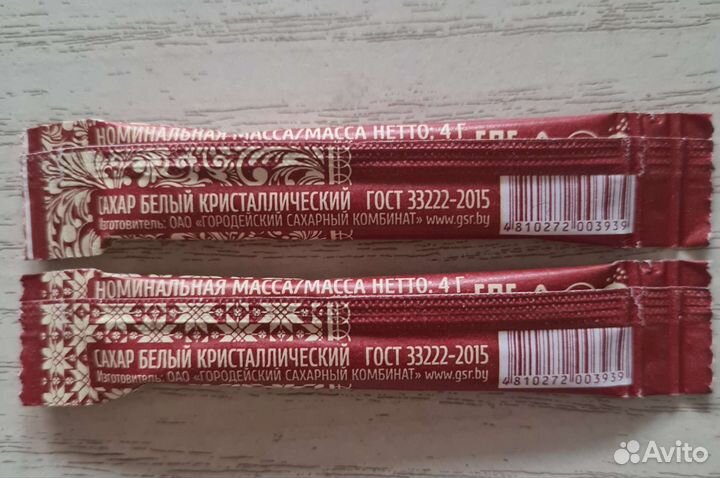 НОМИНАЛЬНАЯ МАССА/МАССА НЕТТО: 4 Г
САХАР БЕЛЫЙ КРИСТАЛЛИЧЕСКИЙ ГОСТ 33222-2015
Изготовитель: ОАО «ГОРОДЕЙСКИЙ САХАРНЫЙ КОМБИНАТ» www.gsr.by
4 810272 003939
НОМИНАЛЬНАЯ МАССА/МАССА НЕТТО: 4 Г
САХАР БЕЛЫЙ КРИСТАЛЛИЧЕСКИЙ ГОСТ 33222-2015
Изготовитель: ОАО «ГОРОДЕЙСКИЙ САХАРНЫЙ КОМБИНАТ» www.gsr.by
4 810272 003939
Avito